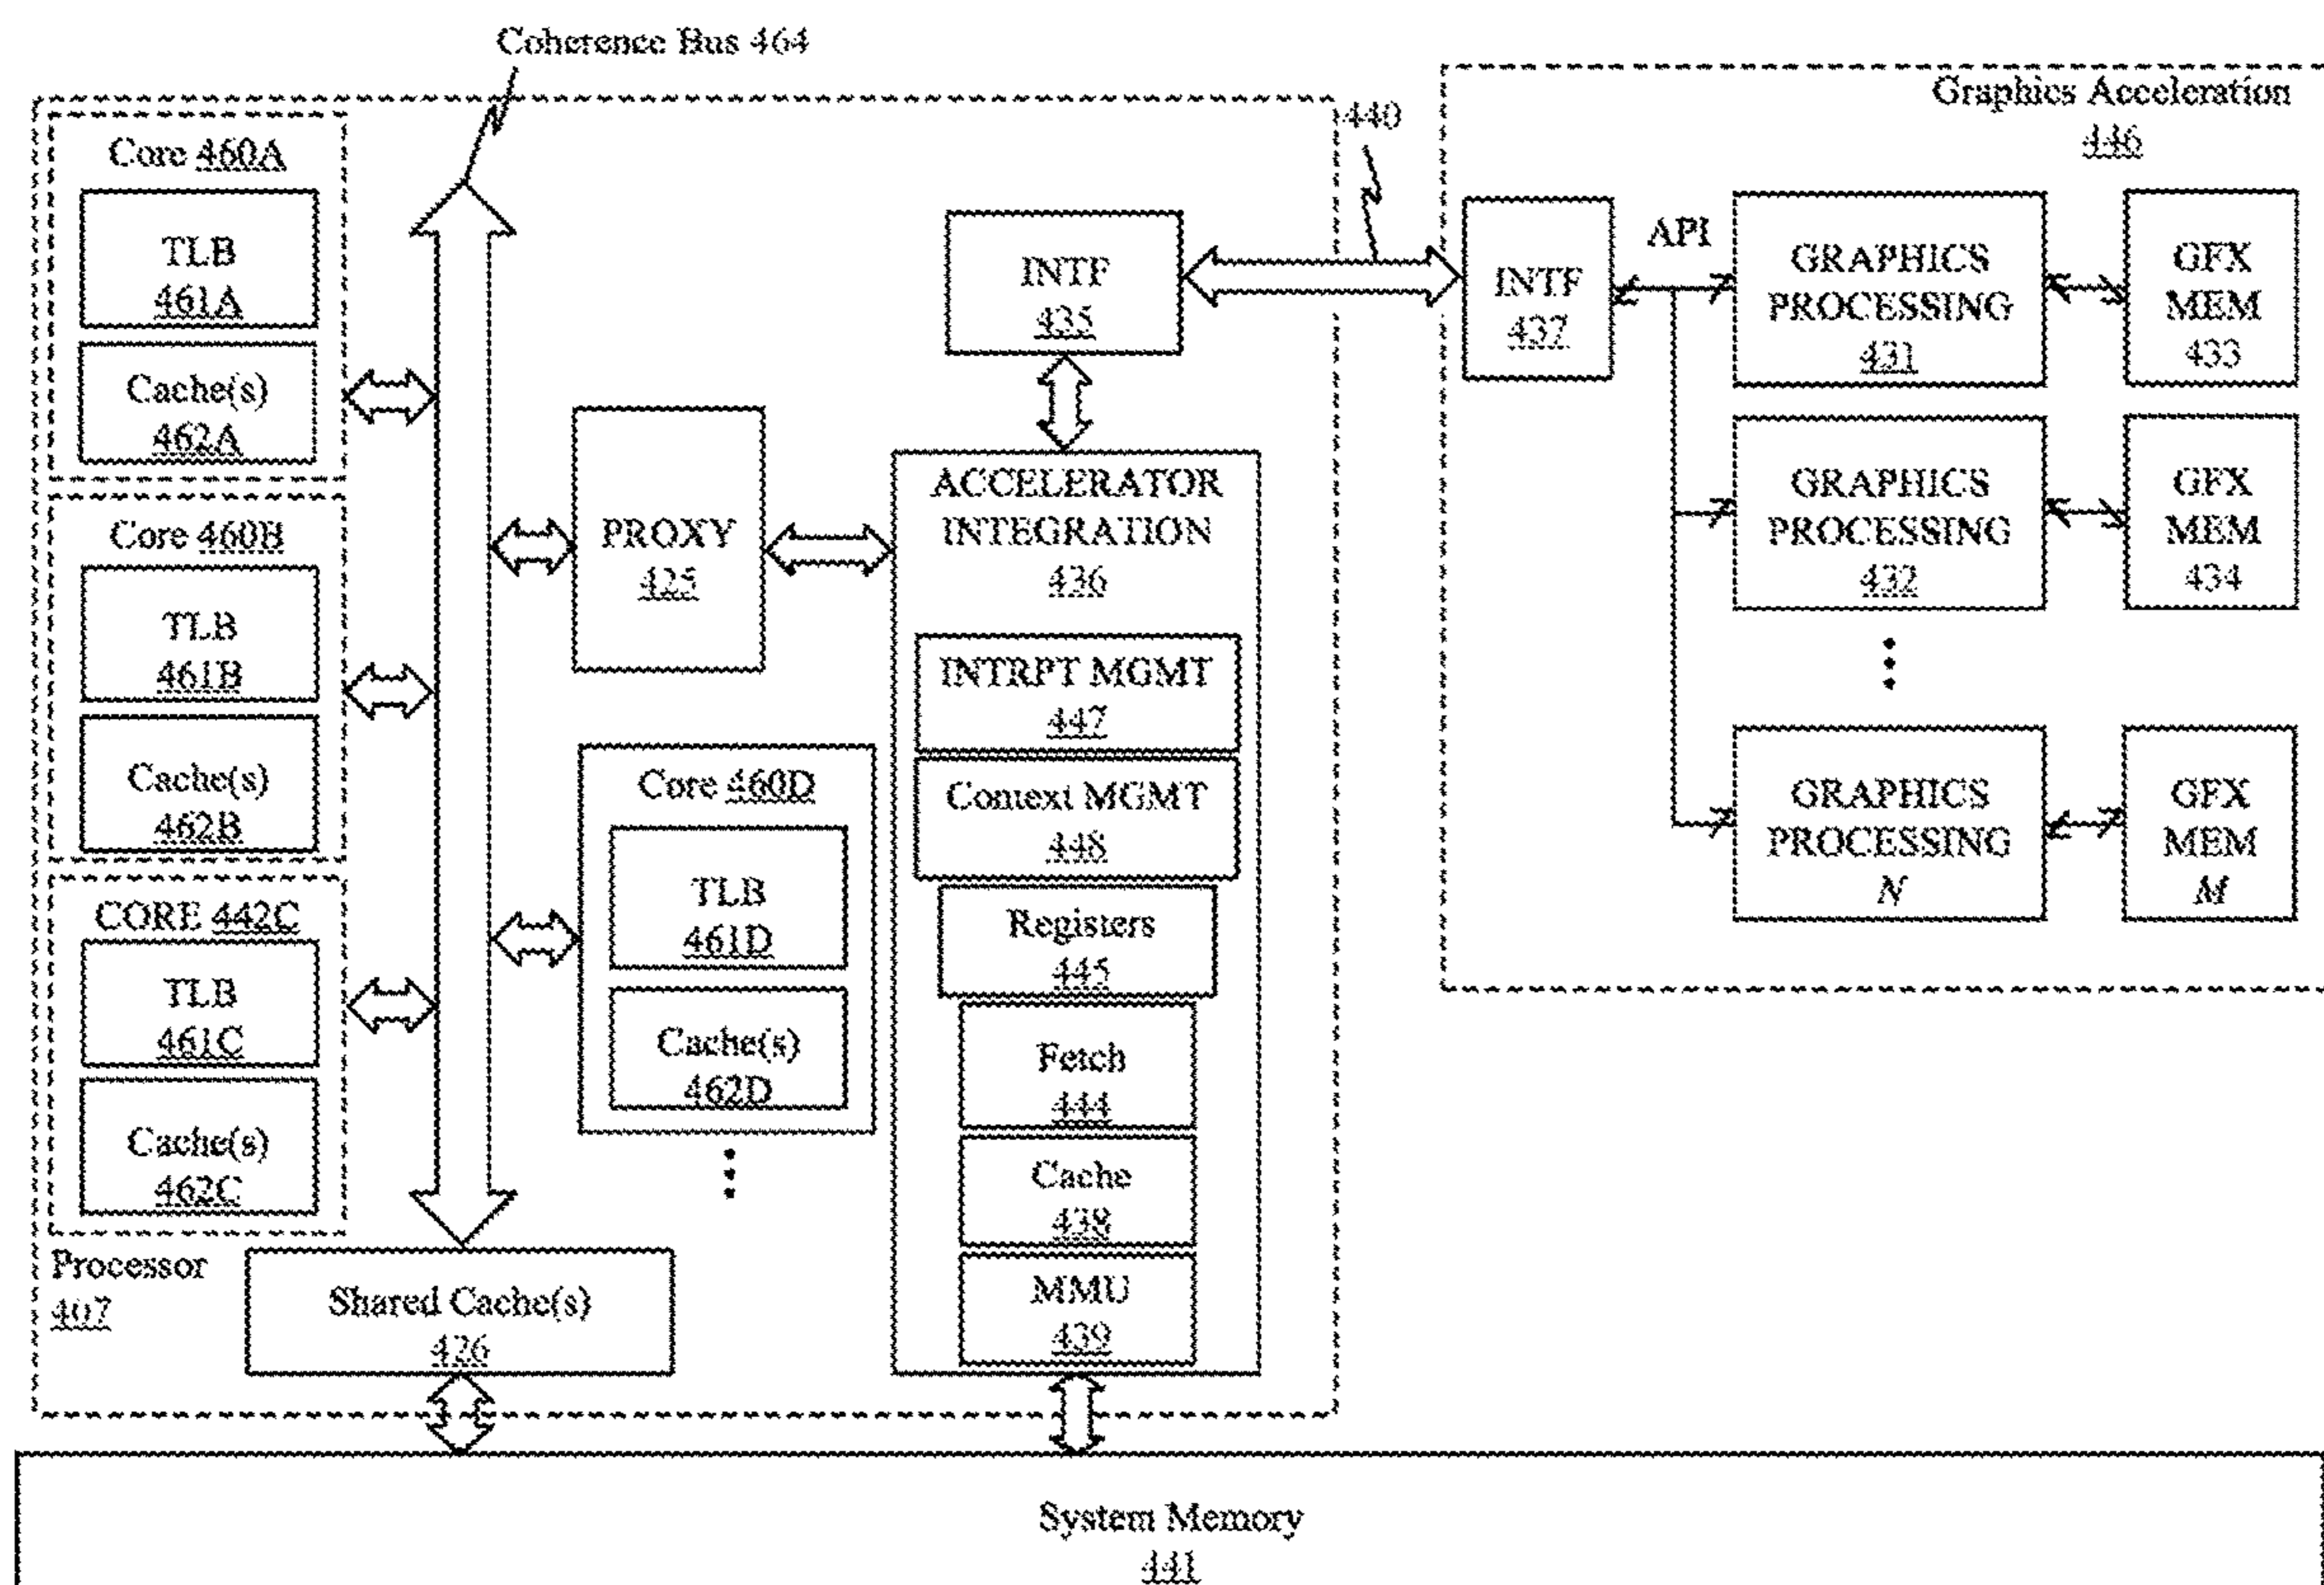 Coherence Bus 464
Core 460A
TLB
461A
Cache(s)
462A
Core 460B
TLB
461B
Cache(s)
462B
CORE 442C
TLB
461C
Cache(s)
462C
Processor
407
Shared Cache(s)
426
PROXY
425
Core 460D
TLB
461D
Cache(s)
462D
INTF
435
ACCELERATOR
INTEGRATION
436
INTRPT MGMT
447
Context MGMT
448
Registers
445
Fetch
444
Cache
438
MMU
439
440
Graphics Acceleration
446
INTF
437
API
GRAPHICS
PROCESSING
431
GFX
MEM
433
GRAPHICS
PROCESSING
432
GFX
MEM
434
GRAPHICS
PROCESSING
N
GFX
MEM
M
System Memory
441